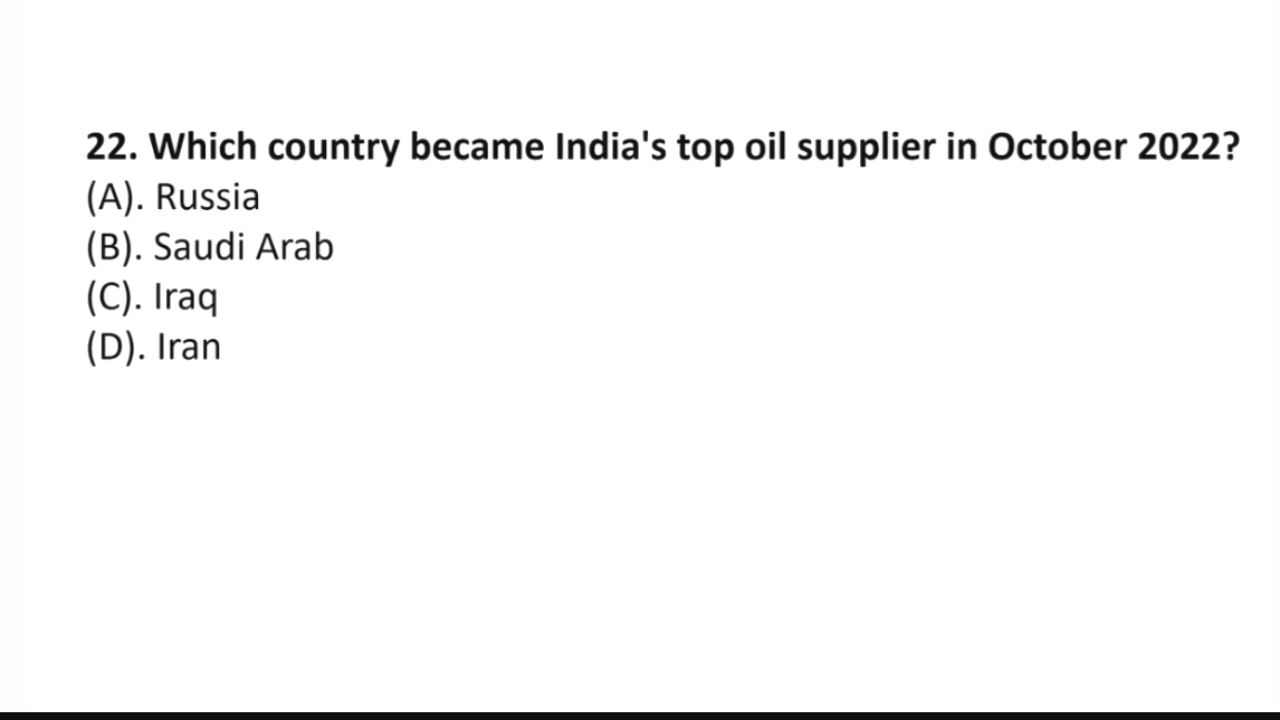 22. Which country became India's top oil supplier in October 2022?
(A). Russia
(B). Saudi Arab
(C). Iraq
(D). Iran